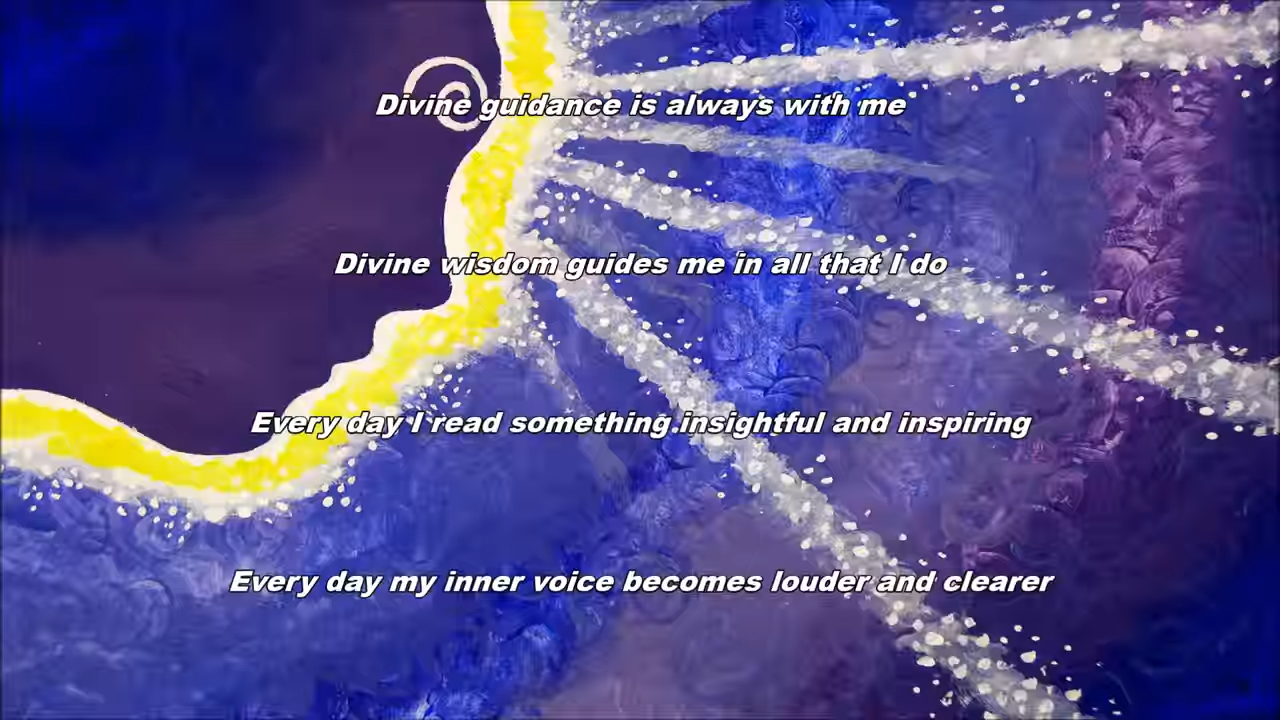 Divine guidance is always with me
Divine wisdom guides me in all that I do
Every day I read something insightful and inspiring
Every day my inner voice becomes louder and clearer